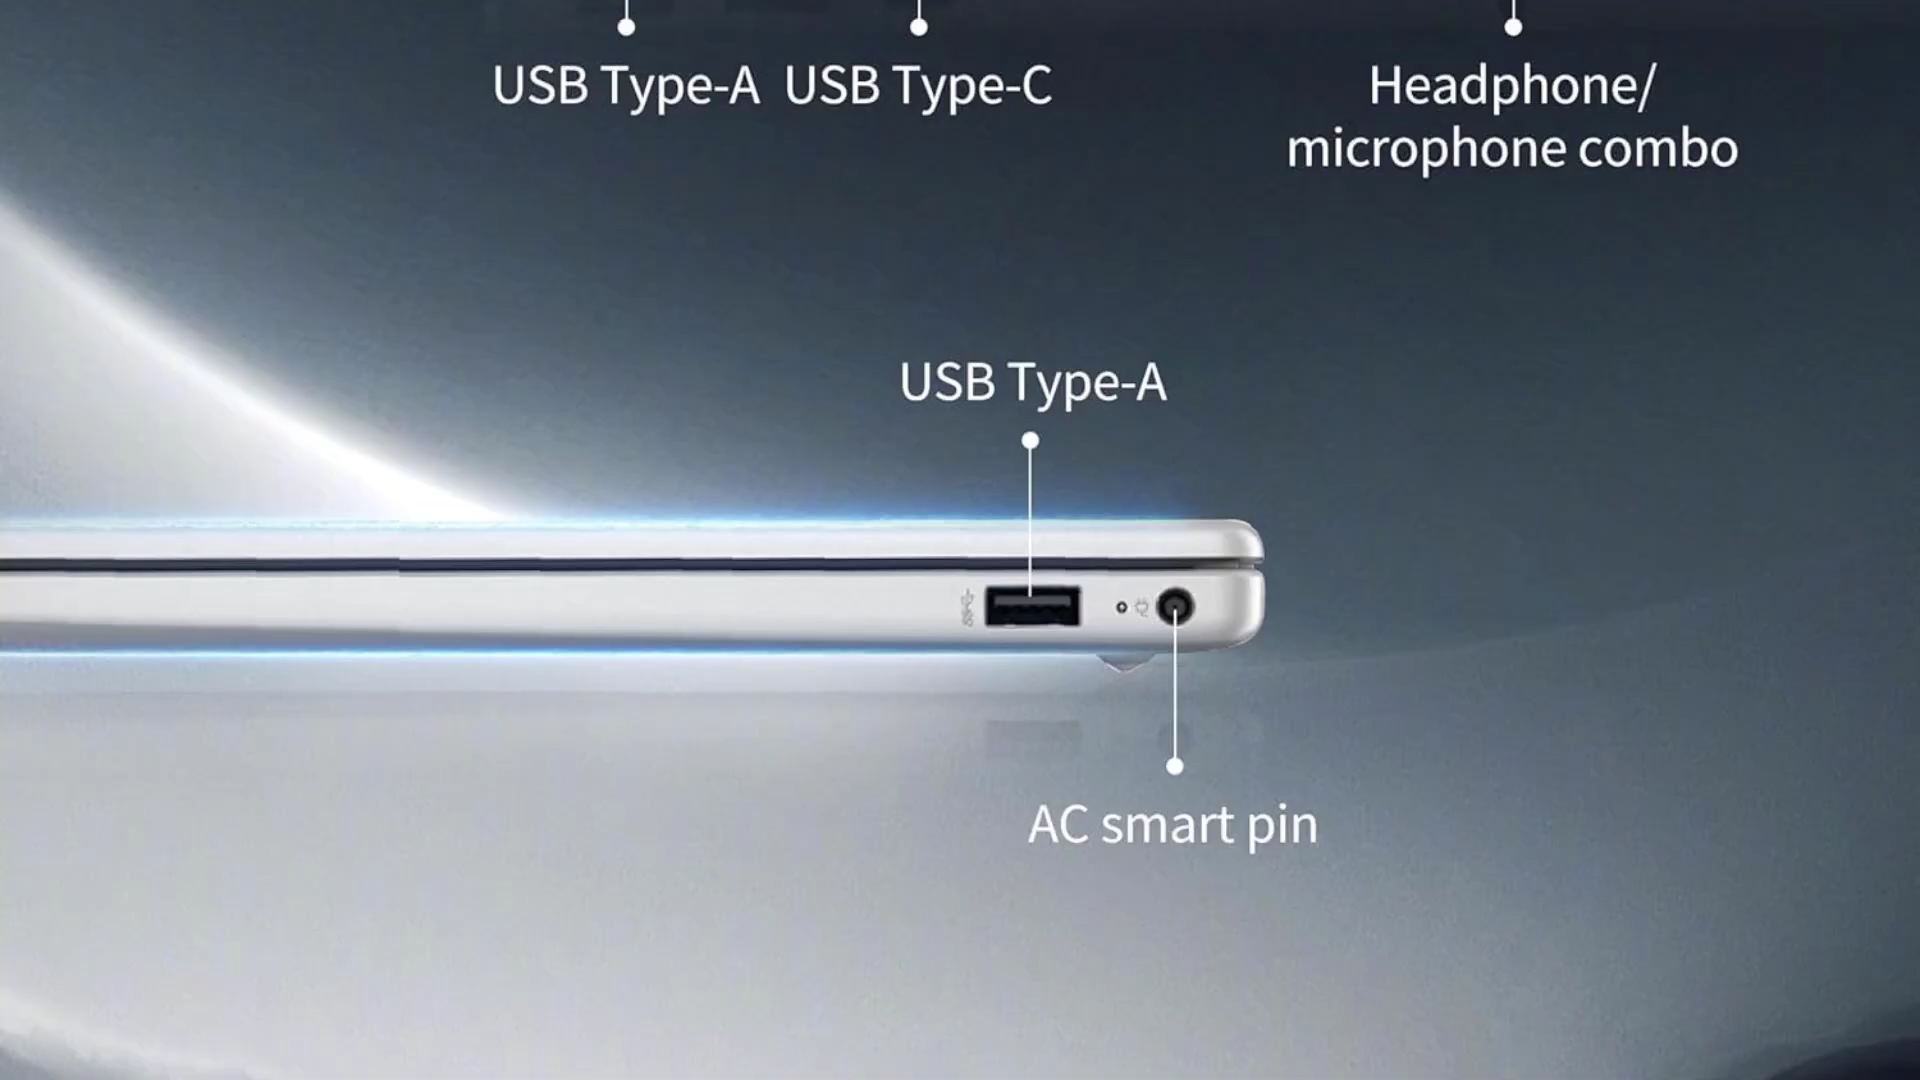 USB Type-A USB Type-C
Headphone/
microphone combo
USB Type-A
AC smart pin